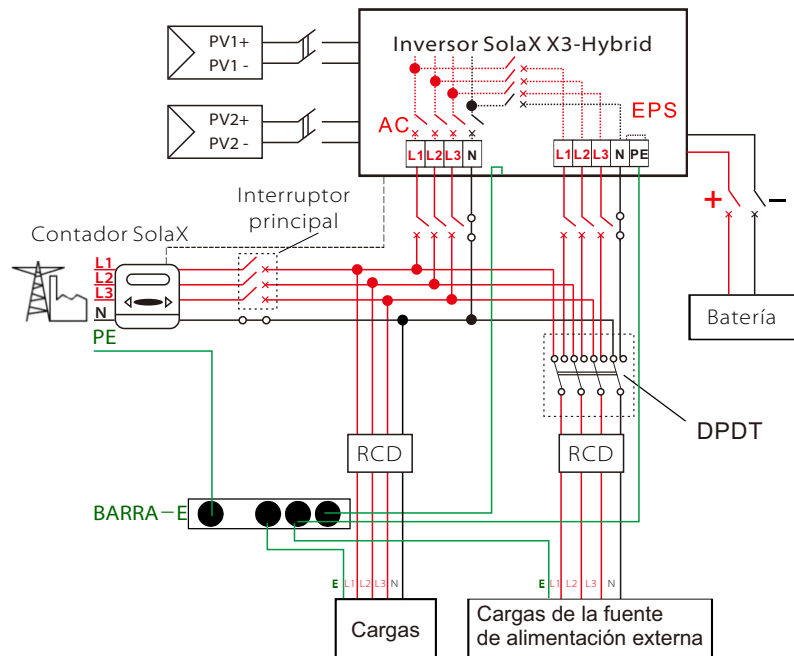 PV1+
PV1 -
PV2+
PV2 -
Inversor SolaX X3-Hybrid
AC
EPS
L1 L2 L3 N
L1 L2 L3 N PE
Interruptor
principal
Contador SolaX
L1
L2
L3
N
PE
+ −
Batería
DPDT
RCD
RCD
BARRA－E
E L1 L2 L3 N
E L1 L2 L3 N
Cargas
Cargas de la fuente
de alimentación externa